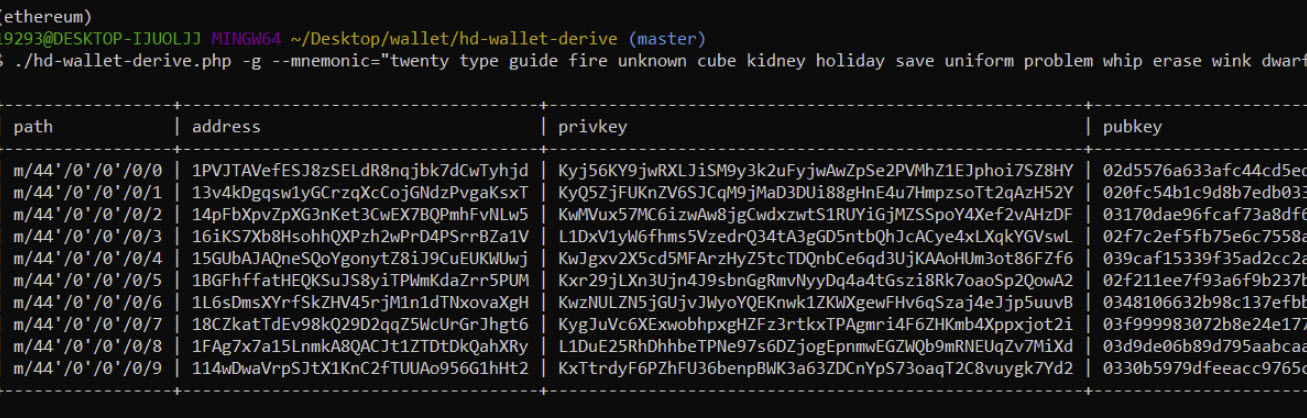 (ethereum)
19293@DESKTOP-IJUOLJJ MINGW64 ~/Desktop/wallet/hd-wallet-derive (master)
$ ./hd-wallet-derive.php -g --mnemonic="twenty type guide fire unknown cube kidney holiday save uniform problem whip erase wink dwarf
path | address | privkey | pubkey
m/44'/0'/0'/0/0 | 1PVJTAVefESJ8zSELdR8nqjbk7dCwTyhjd | Kyj56KY9jwRXLJiSM9y3k2uFyjwAwZpSe2PVMhZ1EJphoi7SZ8HY | 02d5576a633afc44cd5ed
m/44'/0'/0'/0/1 | 13v4kDgqsw1yGCrzqXcCojGNdzPvgaKsxT | KyQ5ZjFUKnZV6SJCqM9jMaD3DUi88gHnE4u7HmpzsoTt2qAzH52Y | 020fc54b1c9d8b7edb033
m/44'/0'/0'/0/2 | 14pFbXpvZpXG3nKet3CwEX7BQPmhFvNLw5 | KwMVux57MC6izwAw8jgCwdxzwtS1RUYiGjMZSSpoY4Xef2vAHzDF | 03170dae96fcaf73a8df6
m/44'/0'/0'/0/3 | 16iKS7Xb8HsohhQXPzh2wPrD4PSrrBZa1V | L1DxV1yW6fhms5VzedrQ34tA3gGD5ntbQhJcACye4xLXqkYGVswL | 02f7c2ef5fb75e6c7558a
m/44'/0'/0'/0/4 | 15GUbAJAQneSQoYgonytZ8iJ9CuEUKWUwj | KwJgxv2X5cd5MFArzHyZ5tcTDQnbCe6qd3UjKAAoHUm3ot86FZf6 | 039caf15339f35ad2cc2a
m/44'/0'/0'/0/5 | 1BGFhffatHEQKSuJS8yiTPWmKdaZrr5PUM | Kxr29jLXn3Ujn4J9sbnGgRmvNyyDq4a4tGszi8Rk7oaoSp2QowA2 | 02f211ee7f93a6f9b237b
m/44'/0'/0'/0/6 | 1L6sDmsXYrfSkZHV45rjM1n1dTNxovaXgH | KwzNULZN5jGUjvJWyoYQEKnwk1ZKWXgewFHv6qSzaj4eJjp5uuvB | 0348106632b98c137efbb
m/44'/0'/0'/0/7 | 18CZkatTdEv98kQ29D2qqZ5WcUrGrJhgt6 | KygJuVc6XExwobhpxgHZFz3rtkxTPAgmri4F6ZHKmb4Xppxjot2i | 03f999983072b8e24e177
m/44'/0'/0'/0/8 | 1FAg7x7a15LnmkA8QACJt1ZTDtDkQahXRy | L1DuE25RhDhhbeTPNe97s6DZjogEpnmwEGZWQb9mRNEUqZv7MiXd | 03d9de06b89d795aabcaa
m/44'/0'/0'/0/9 | 114wDwaVrpSJtX1KnC2fTUUAo956G1hHt2 | KxTtrdyF6PZhFU36benpBWK3a63ZDCnYpS73oaqT2C8vuygk7Yd2 | 0330b5979dfeeacc9765c